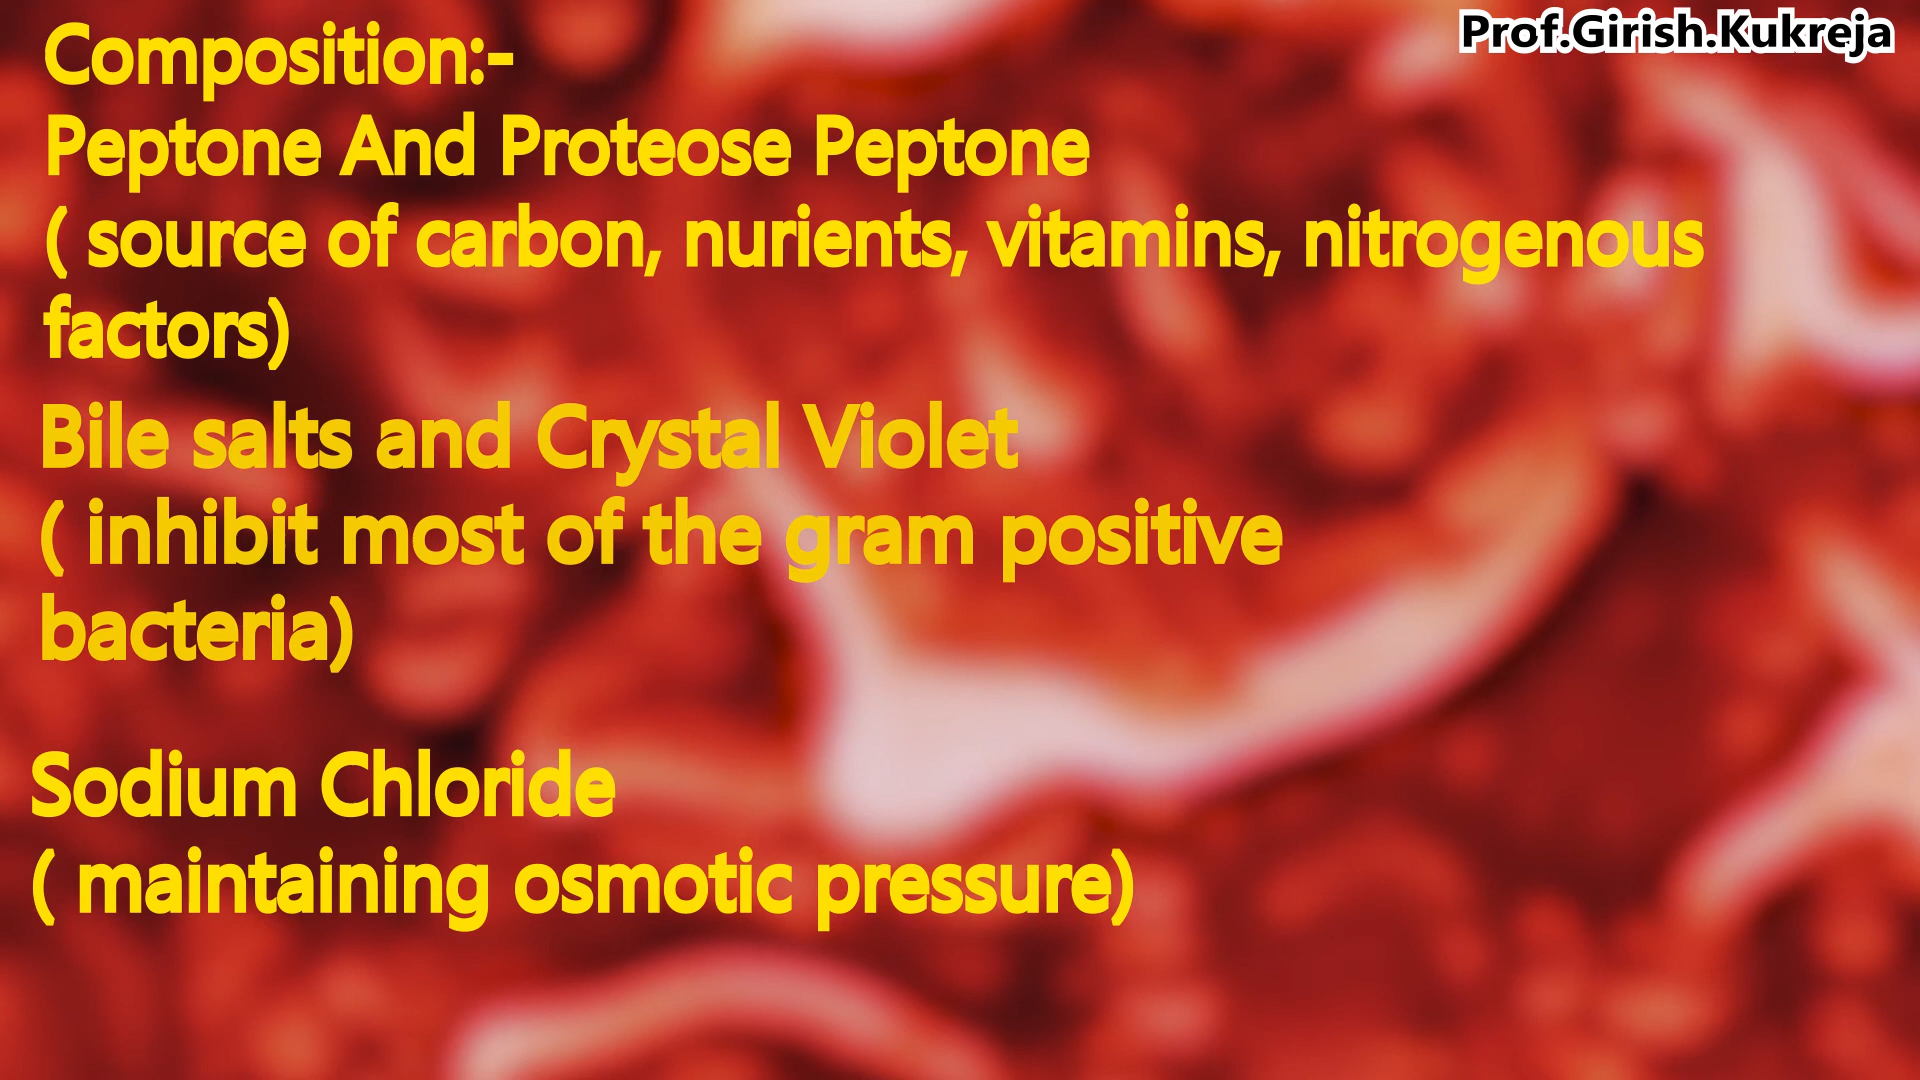 Prof.Girish.Kukreja
Composition:-
Peptone And Proteose Peptone
( source of carbon, nurients, vitamins, nitrogenous
factors)
Bile salts and Crystal Violet
( inhibit most of the gram positive
bacteria)
Sodium Chloride
( maintaining osmotic pressure)